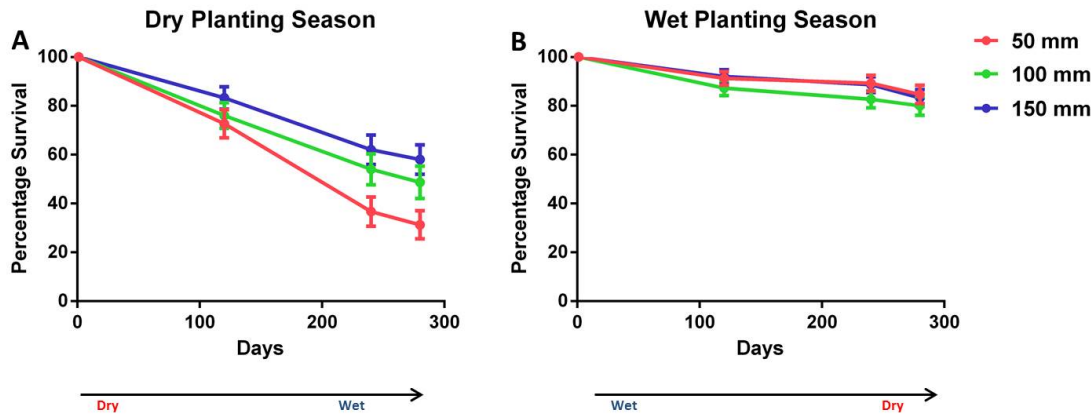 Dry Planting Season
A
Percentage Survival
100
80
60
40
20
0
0 100 200 300
Days
Dry Wet
Wet Planting Season
B
Percentage Survival
100
80
60
40
20
0
0 100 200 300
Days
Wet Dry
50 mm
100 mm
150 mm